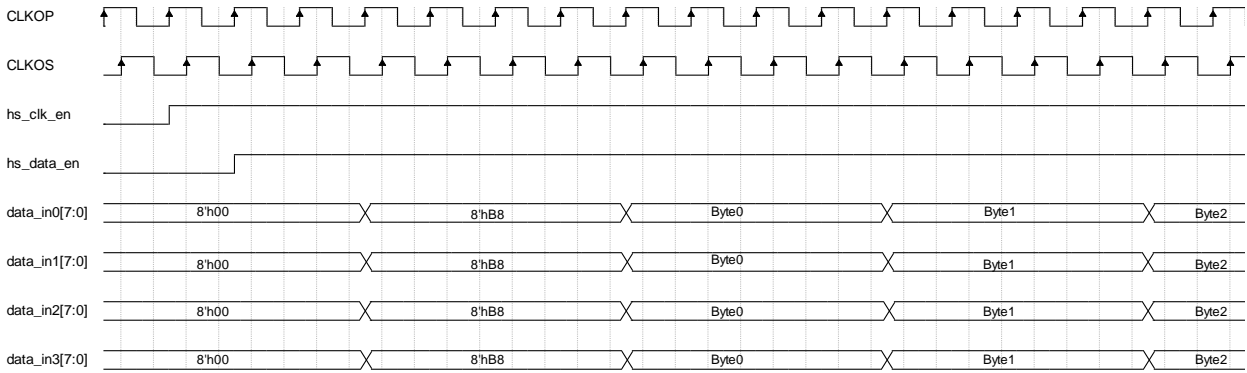 CLKOP
CLKOS
hs_clk_en
hs_data_en
data_in0[7:0] 8'h00 8'hB8 Byte0 Byte1 Byte2
data_in1[7:0] 8'h00 8'hB8 Byte0 Byte1 Byte2
data_in2[7:0] 8'h00 8'hB8 Byte0 Byte1 Byte2
data_in3[7:0] 8'h00 8'hB8 Byte0 Byte1 Byte2